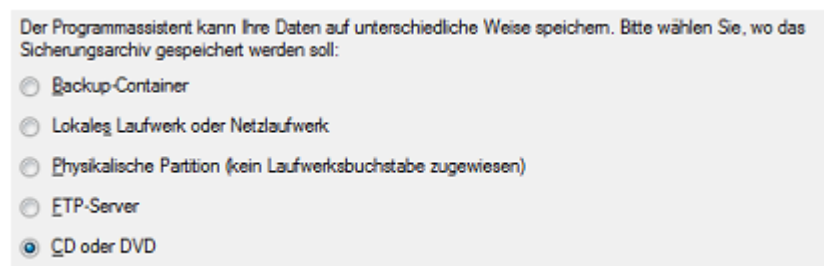 Der Programmassistent kann Ihre Daten auf unterschiedliche Weise speichern. Bitte wählen Sie, wo das
Sicherungsarchiv gespeichert werden soll:
Backup-Container
Lokales Laufwerk oder Netzlaufwerk
Physikalische Partition (kein Laufwerksbuchstabe zugewiesen)
FTP-Server
CD oder DVD